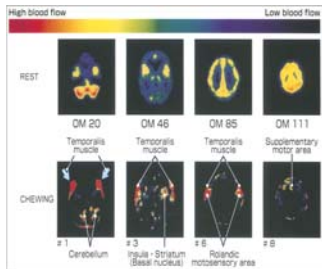 High blood flow Low blood flow
REST
OM 20 OM 46 OM 85 OM 111
Temporalis muscle
Temporalis muscle
Temporalis muscle
Supplementary motor area
CHEWING
# 1 # 3 # 6 # 8
Cerebellum
Insula - Striatum (Basal nucleus)
Rolandic motosensory area